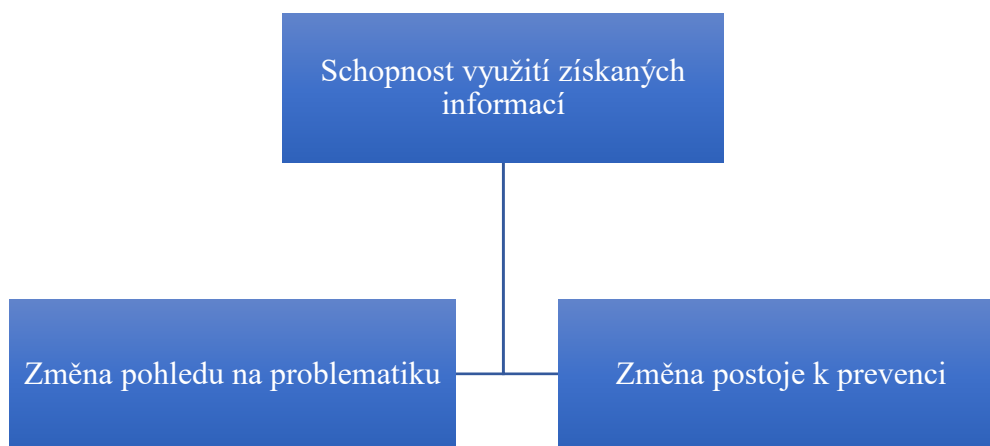 Schopnost využití získaných
informací
Změna pohledu na problematiku
Změna postoje k prevenci